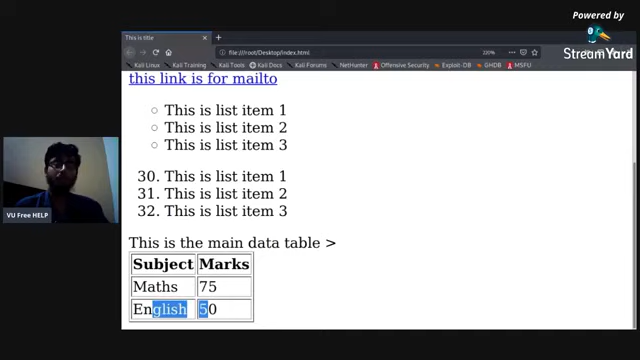 Powered by
StreamYard
This is title
file:///root/Desktop/index.html
220%
Kali Linux
Kali Training
Kali Tools
Kali Docs
Kali Forums
NetHunter
Offensive Security
Exploit-DB
GHDB
MSFU
this link is for mailto
This is list item 1
This is list item 2
This is list item 3
30. This is list item 1
31. This is list item 2
32. This is list item 3
This is the main data table >
Subject Marks
Maths 75
English 50
VU Free HELP